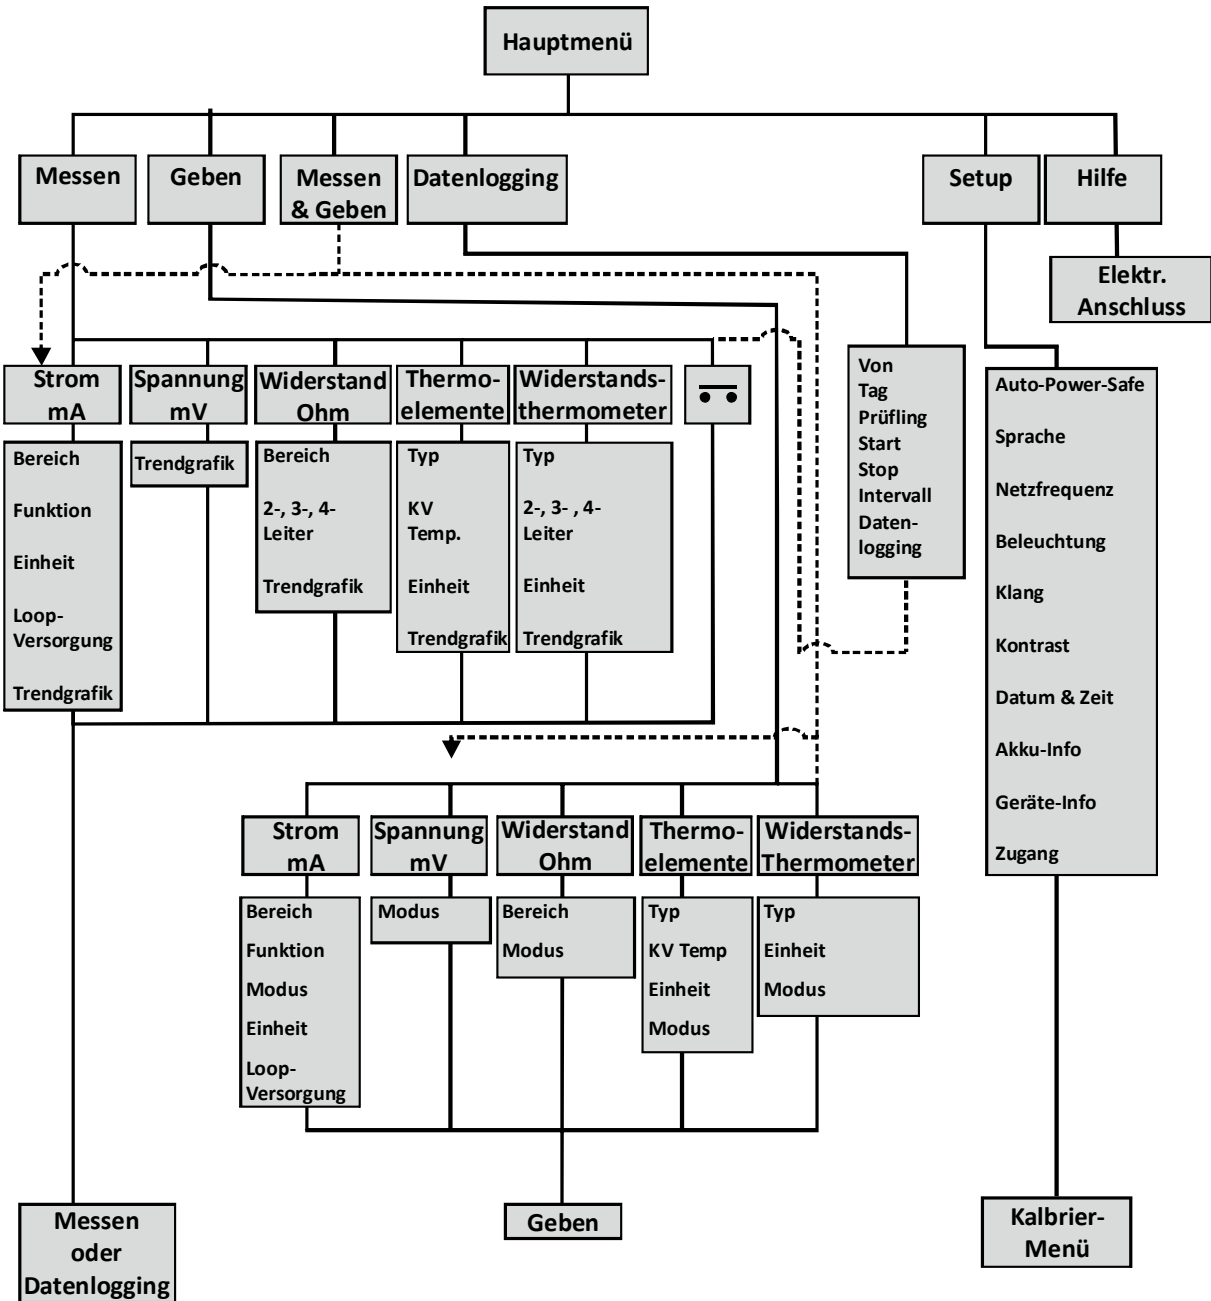 Hauptmenü
Messen
Geben
Messen
& Geben
Datenlogging
Setup
Hilfe
Elektr.
Anschluss
Strom
mA
Spannung
mV
Widerstand
Ohm
Thermo-
elemente
Widerstands-
thermometer
Bereich
Funktion
Einheit
Loop-
Versorgung
Trendgrafik
Trendgrafik
Bereich
2-, 3-, 4-
Leiter
Trendgrafik
Typ
KV
Temp.
Einheit
Trendgrafik
Typ
2-, 3- , 4-
Leiter
Einheit
Trendgrafik
Von
Tag
Prüfling
Start
Stop
Intervall
Daten-
logging
Auto-Power-Safe
Sprache
Netzfrequenz
Beleuchtung
Klang
Kontrast
Datum & Zeit
Akku-Info
Geräte-Info
Zugang
Strom
mA
Spannung
mV
Widerstand
Ohm
Thermo-
elemente
Widerstands-
Thermometer
Bereich
Funktion
Modus
Einheit
Loop-
Versorgung
Modus
Bereich
Modus
Typ
KV Temp
Einheit
Modus
Typ
Einheit
Modus
Messen
oder
Datenlogging
Geben
Kalbrier-
Menü